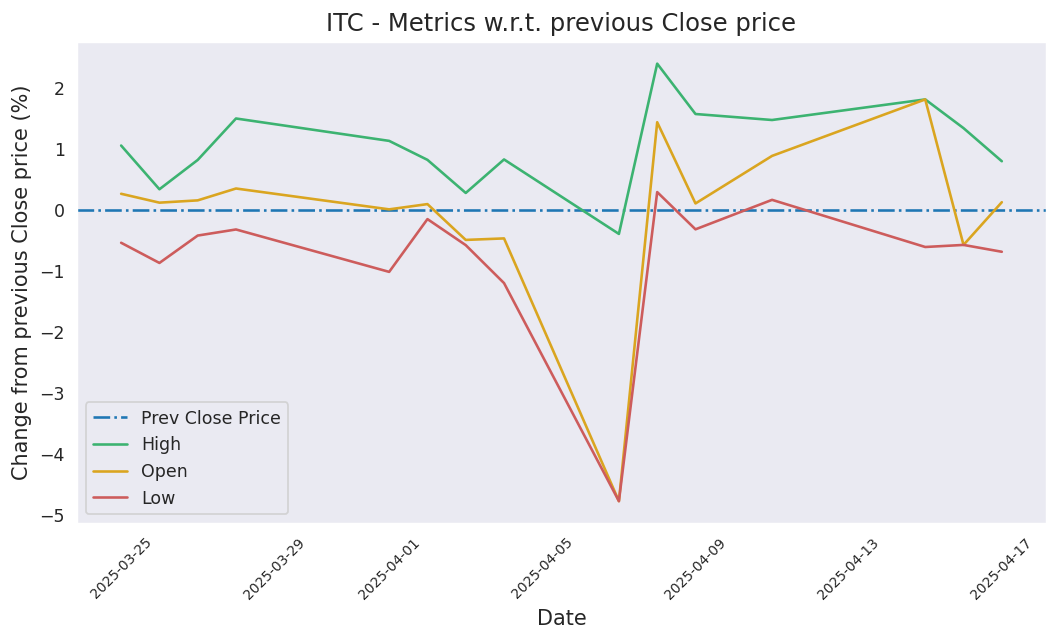 ITC - Metrics w.r.t. previous Close price
Change from previous Close price (%)
2
1
0
−1
−2
−3
−4
−5
Prev Close Price
High
Open
Low
2025-03-25
2025-03-29
2025-04-01
2025-04-05
2025-04-09
2025-04-13
2025-04-17
Date